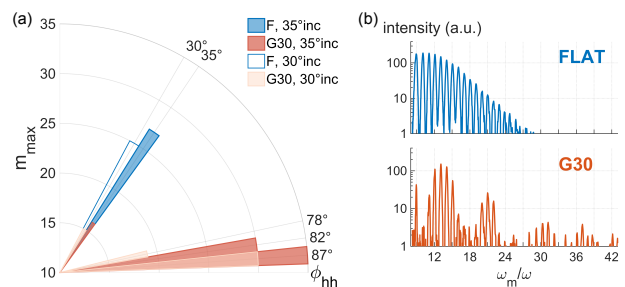 (a)
35
30
25
20
15
10
m_max
30°
35°
78°
82°
87°
ϕ_hh
F, 35°inc
G30, 35°inc
F, 30°inc
G30, 30°inc
(b)
intensity (a.u.)
FLAT
100
10
1
G30
100
10
1
12 18 24 30 36 42
ω_m/ω